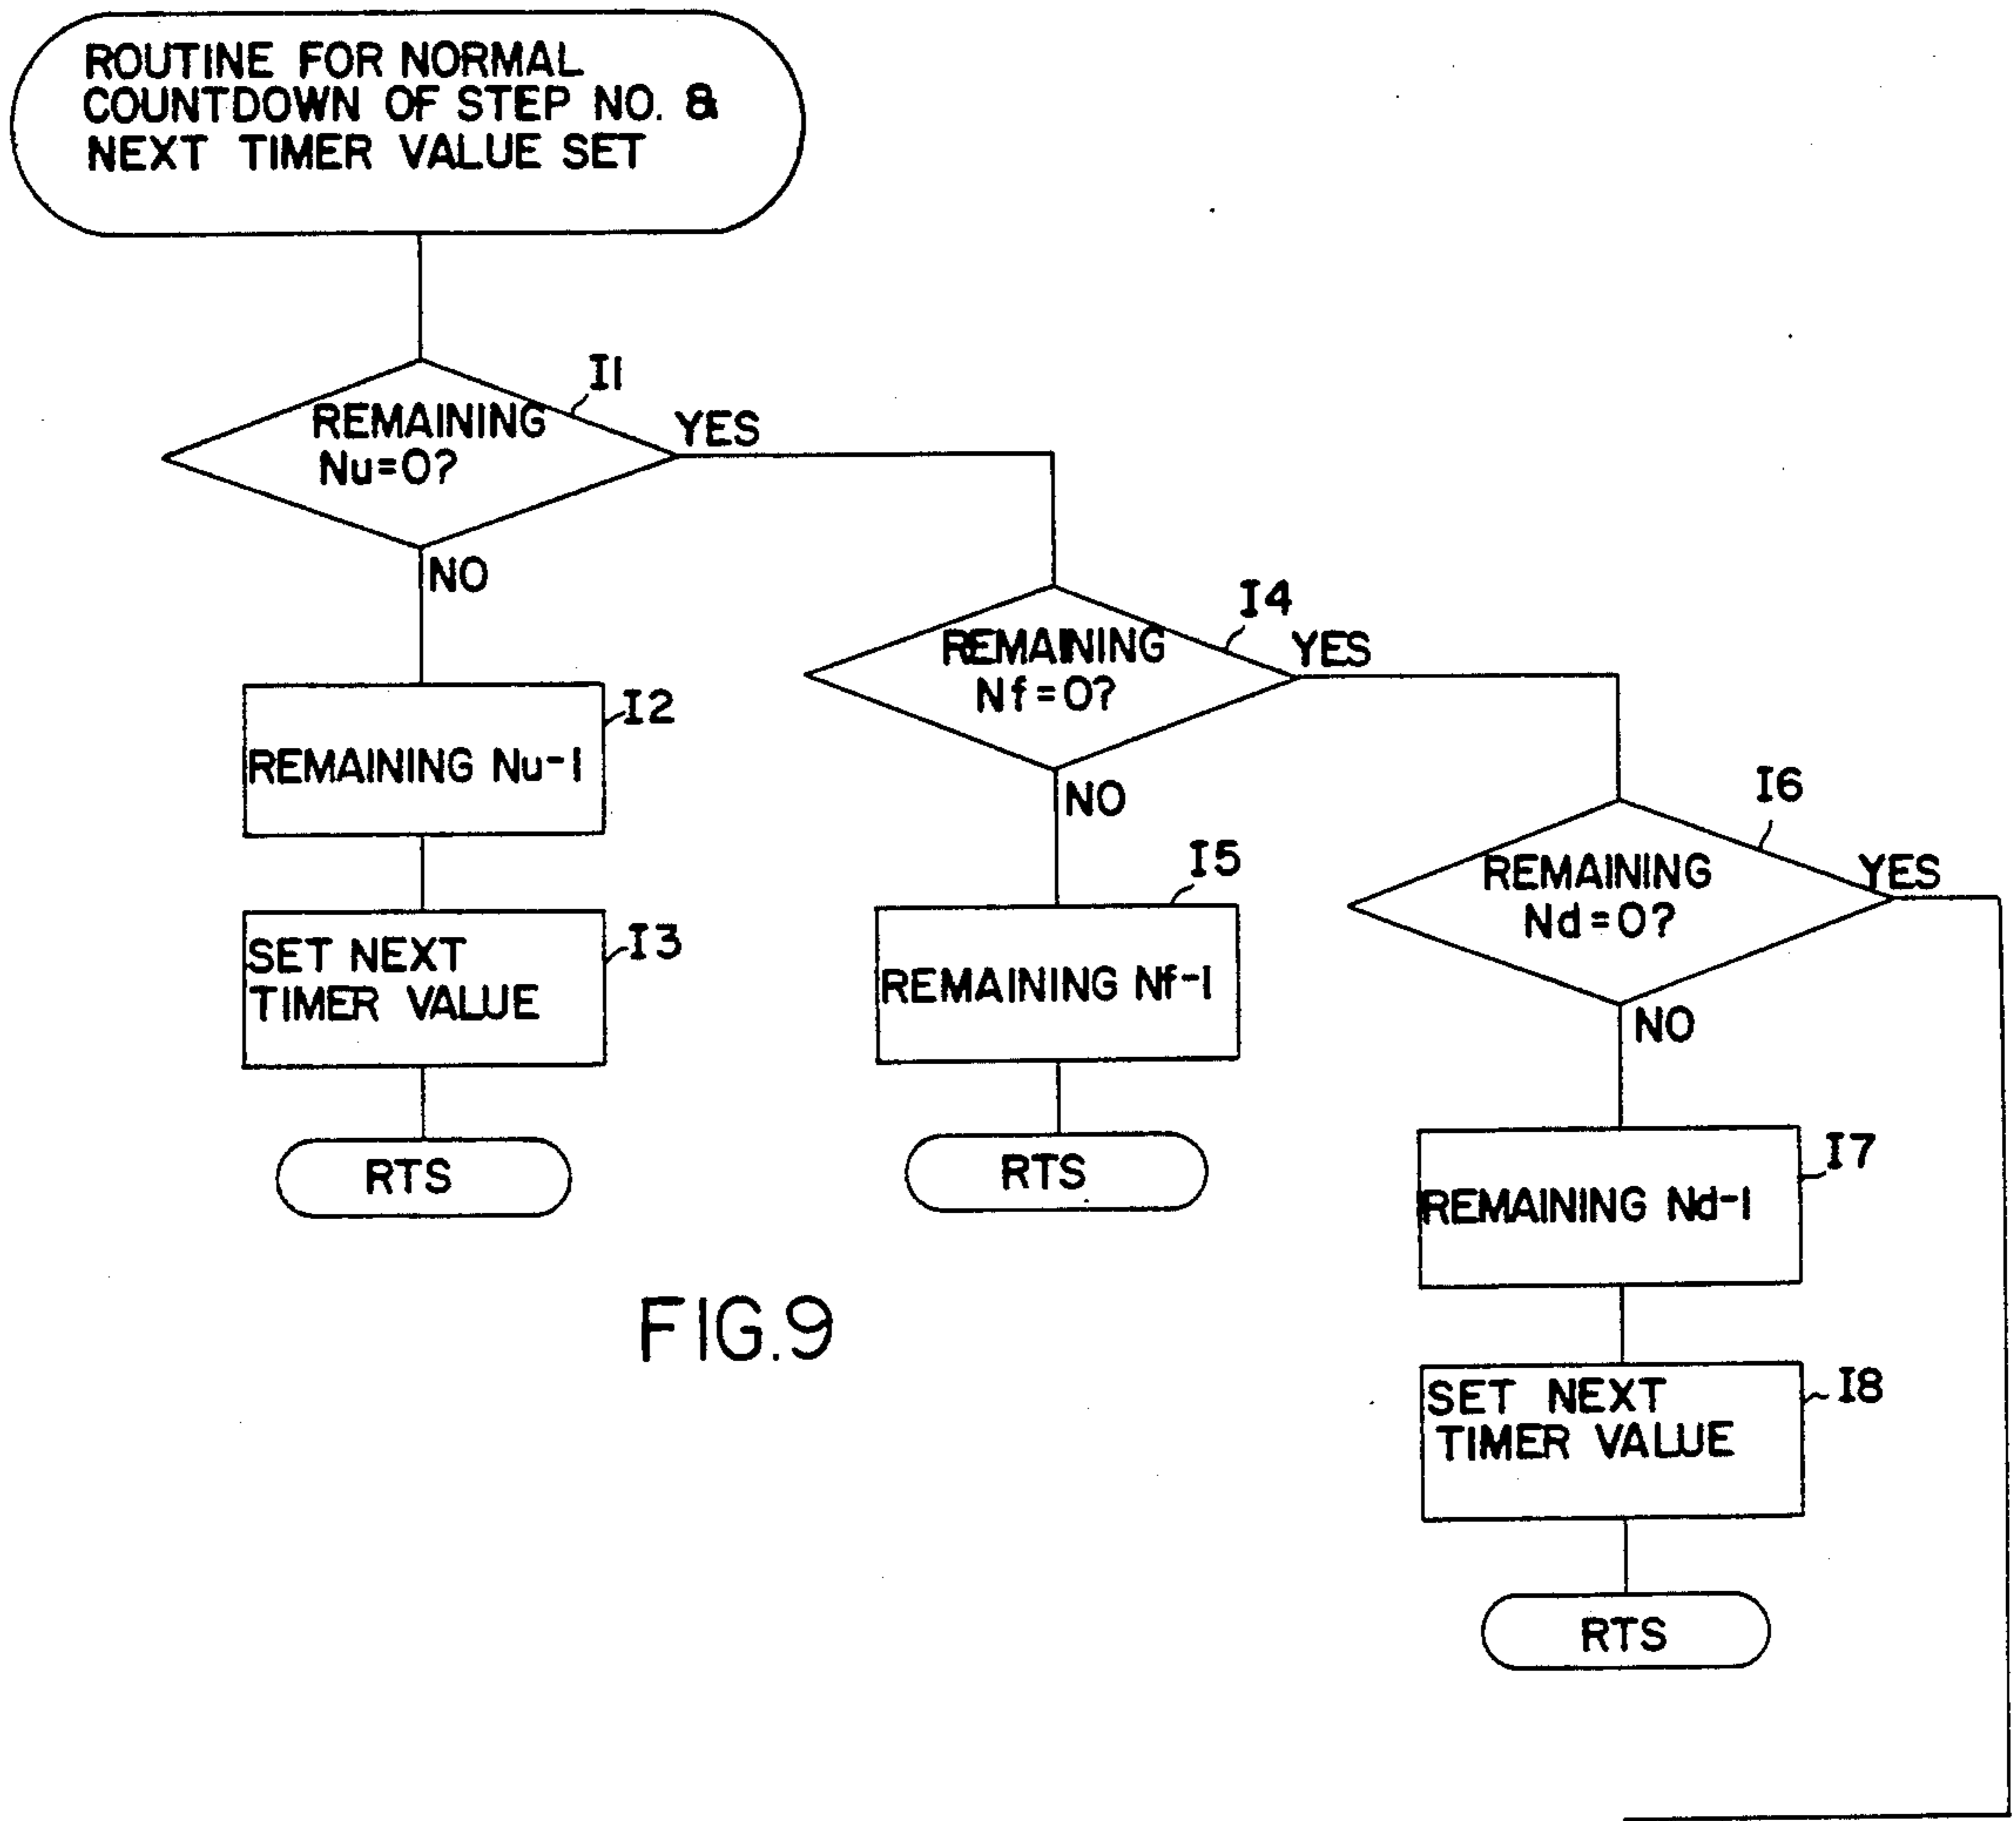 ROUTINE FOR NORMAL
COUNTDOWN OF STEP NO. &
NEXT TIMER VALUE SET
I1
REMAINING
Nu=0?
YES
NO
I2
REMAINING Nu-1
I3
SET NEXT
TIMER VALUE
RTS
I4
REMAINING
Nf=0?
YES
NO
I5
REMAINING Nf-1
RTS
I6
REMAINING
Nd=0?
YES
NO
I7
REMAINING Nd-1
I8
SET NEXT
TIMER VALUE
RTS
FIG.9